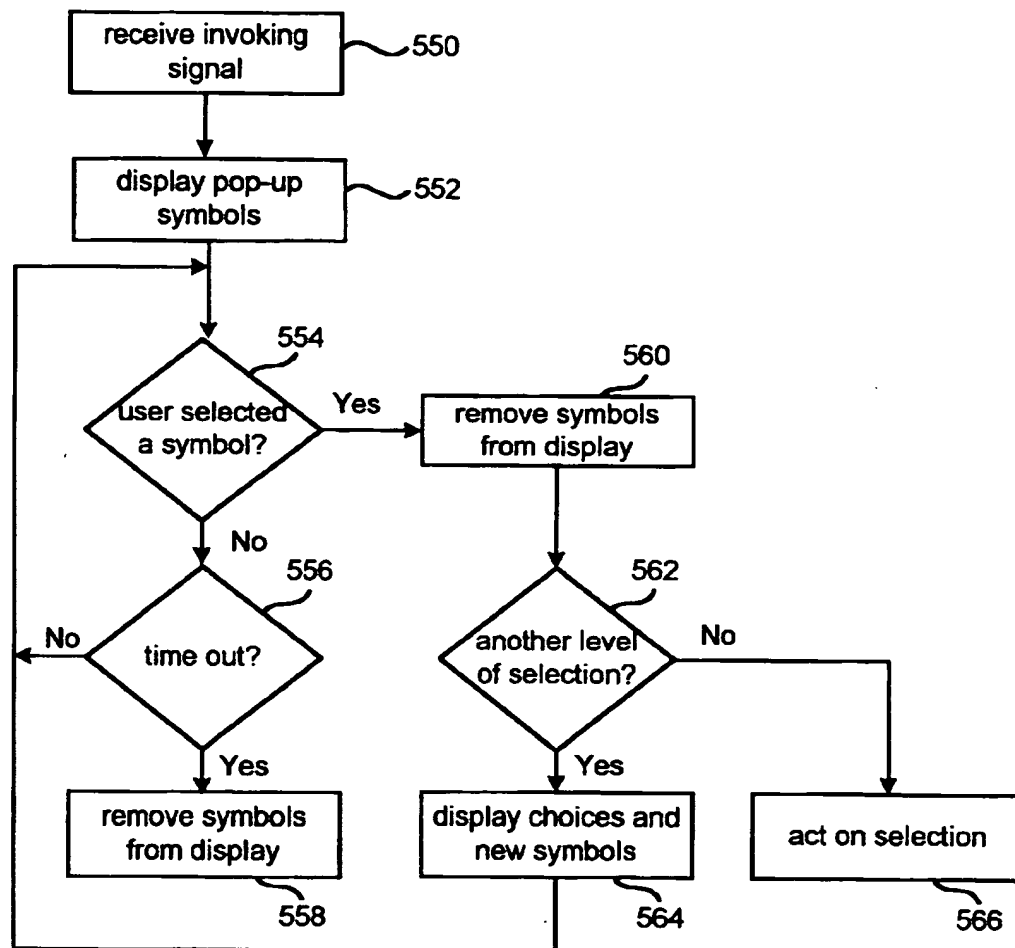 receive invoking
signal
550
display pop-up
symbols
552
554
user selected
a symbol?
Yes
560
remove symbols
from display
No
556
time out?
No
562
another level
of selection?
No
Yes
remove symbols
from display
558
Yes
display choices and
new symbols
564
act on selection
566